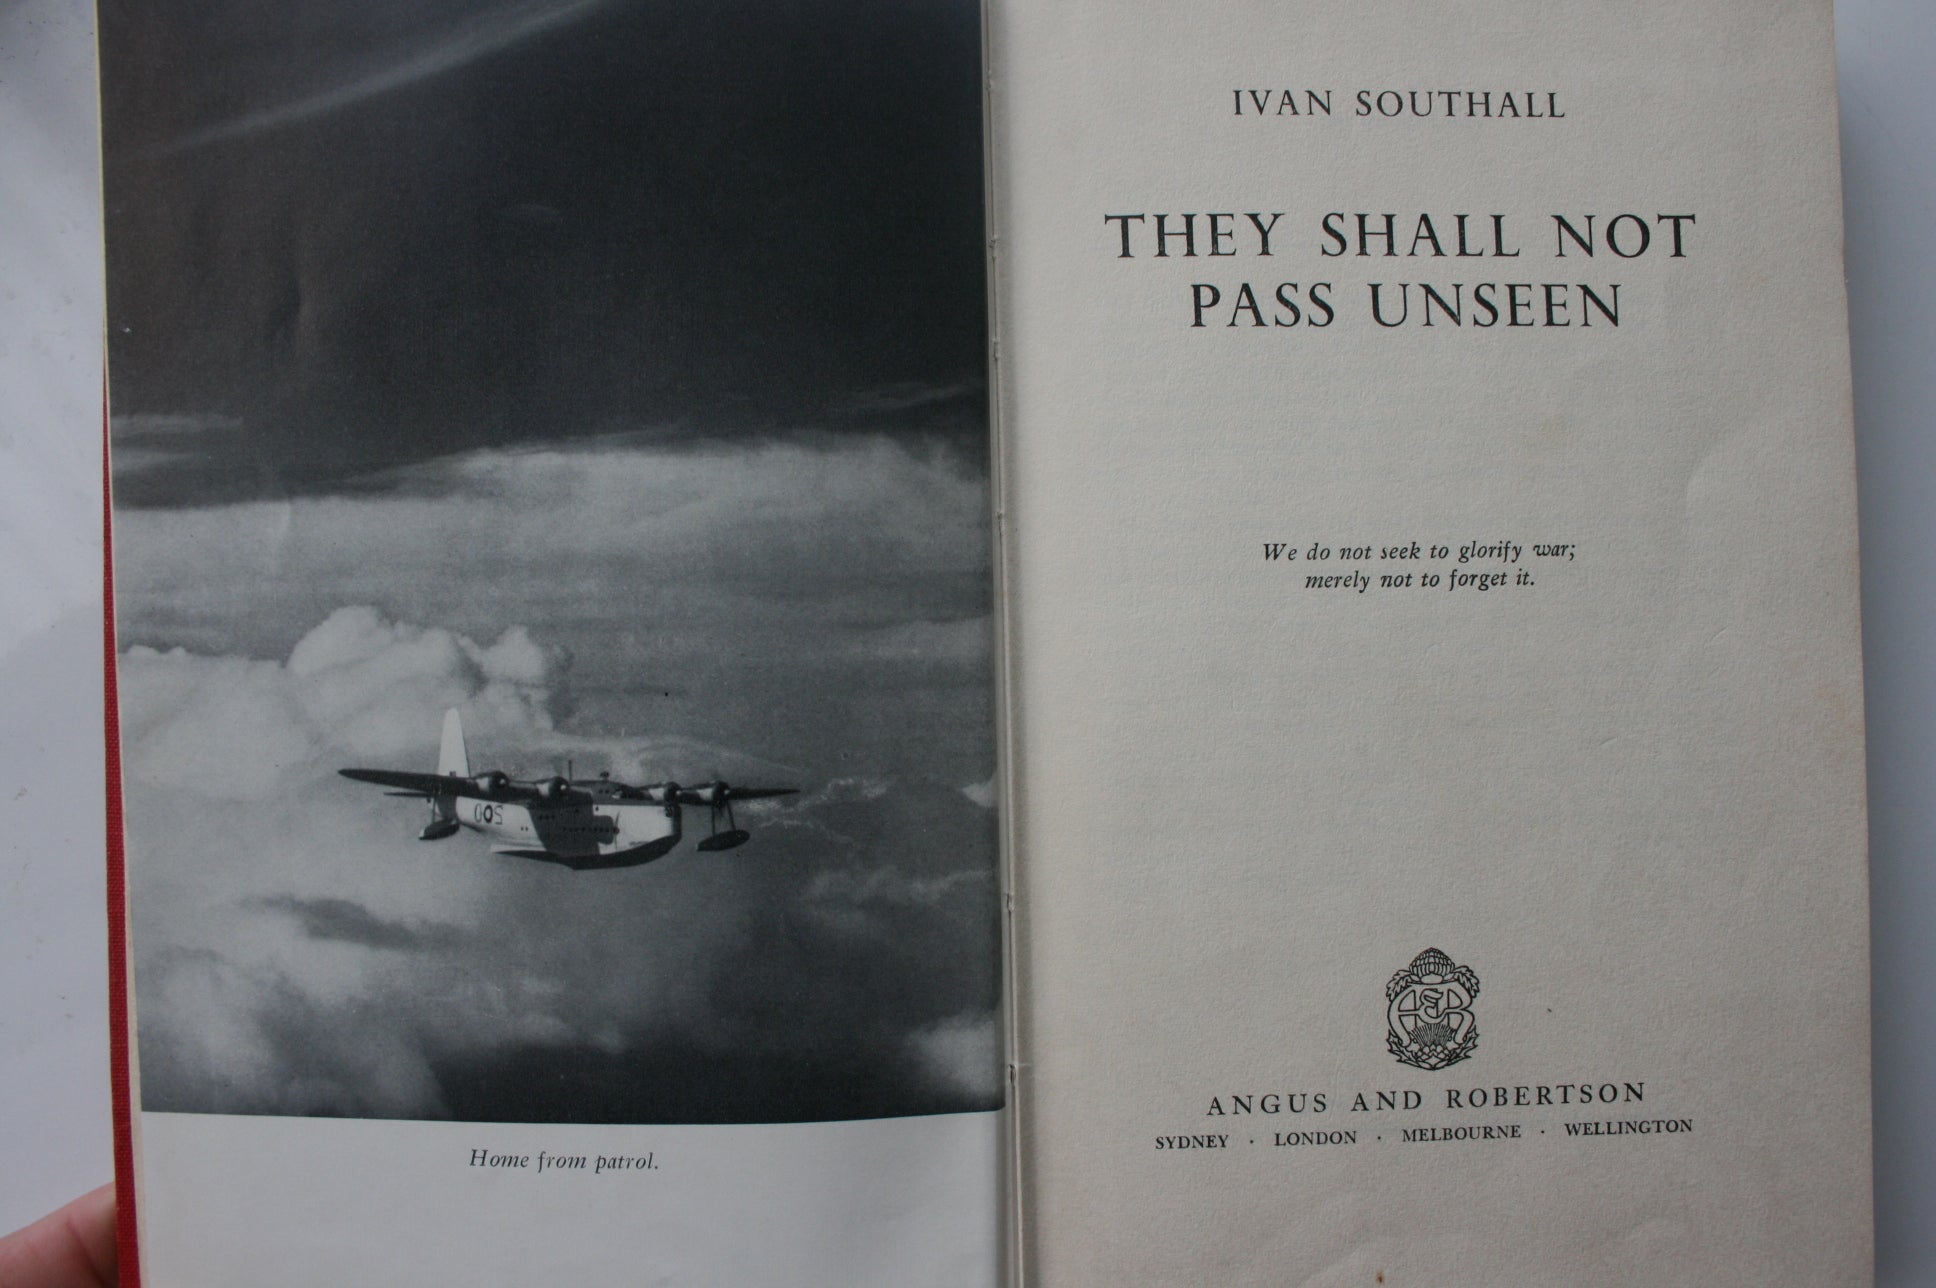 Home from patrol.
IVAN SOUTHALL
THEY SHALL NOT
PASS UNSEEN
We do not seek to glorify war;
merely not to forget it.
A&R
ANGUS AND ROBERTSON
SYDNEY · LONDON · MELBOURNE · WELLINGTON